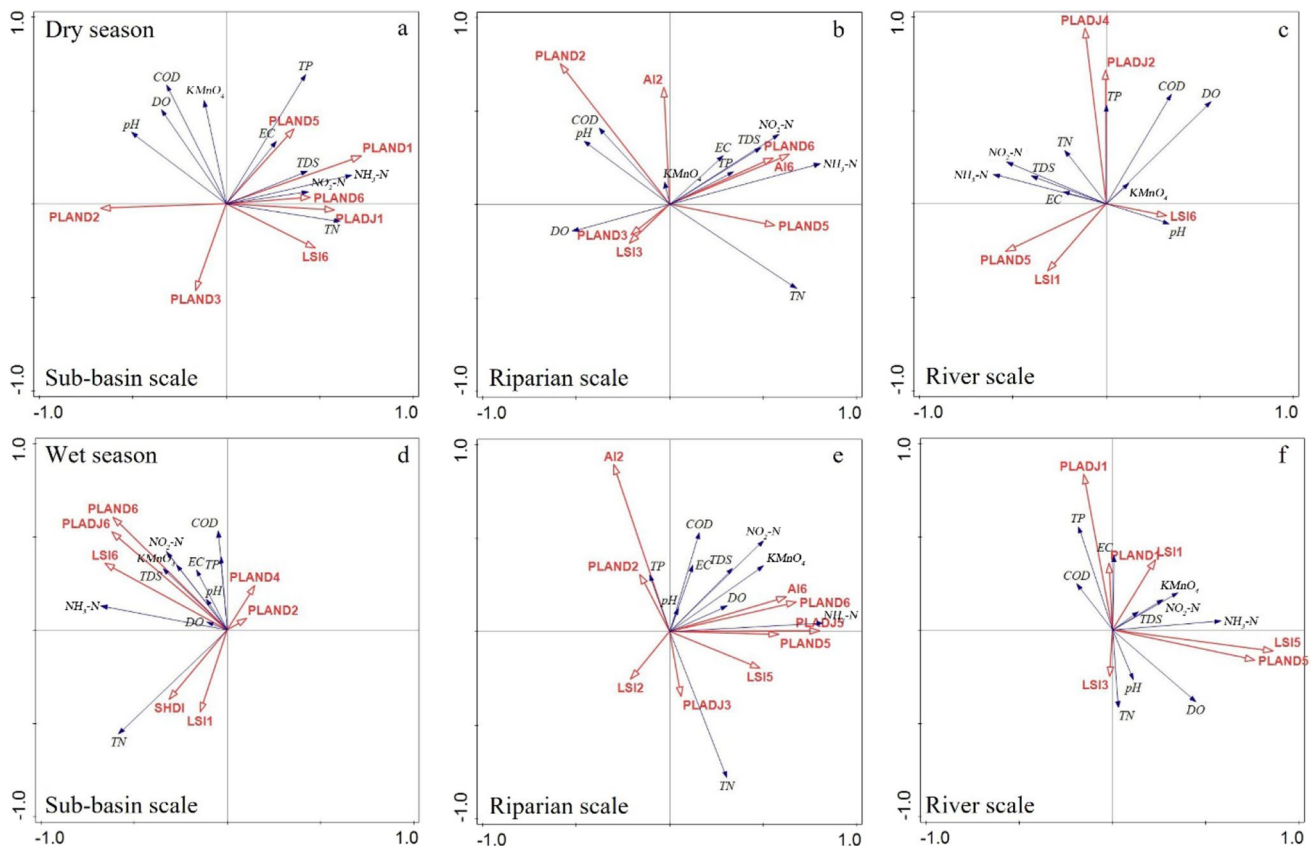 1.0
Dry season
a
TP
COD
KMnO4
DO
pH
EC
PLAND5
PLAND1
TDS
NH3-N
NO2-N
PLAND6
PLAND2
PLADJ1
TN
LSI6
PLAND3
Sub-basin scale
-1.0
-1.0
1.0
b
PLAND2
AI2
COD
pH
NO2-N
TDS
EC
PLAND6
TP
AI6
NH3-N
KMnO4
DO
PLAND3
LSI3
PLAND5
TN
Riparian scale
-1.0
1.0
c
PLADJ4
PLADJ2
TP
COD
DO
TN
NO2-N
TDS
NH3-N
EC
KMnO4
LSI6
pH
PLAND5
LSI1
River scale
-1.0
1.0
1.0
Wet season
d
PLAND6
PLADJ6
COD
NO2-N
LSI6
KMnO4
EC
TP
TDS
PLAND4
pH
NH3-N
PLAND2
DO
SHDI
LSI1
TN
Sub-basin scale
-1.0
-1.0
1.0
e
AI2
COD
NO2-N
PLAND2
TP
EC
TDS
KMnO4
AI6
pH
DO
PLAND6
NH3-N
PLADJ5
PLAND5
LSI2
LSI5
PLADJ3
TN
Riparian scale
-1.0
1.0
f
PLADJ1
TP
EC
PLAND1
LSI1
COD
KMnO4
NO2-N
TDS
NH3-N
LSI5
PLAND5
LSI3
pH
TN
DO
River scale
-1.0
1.0